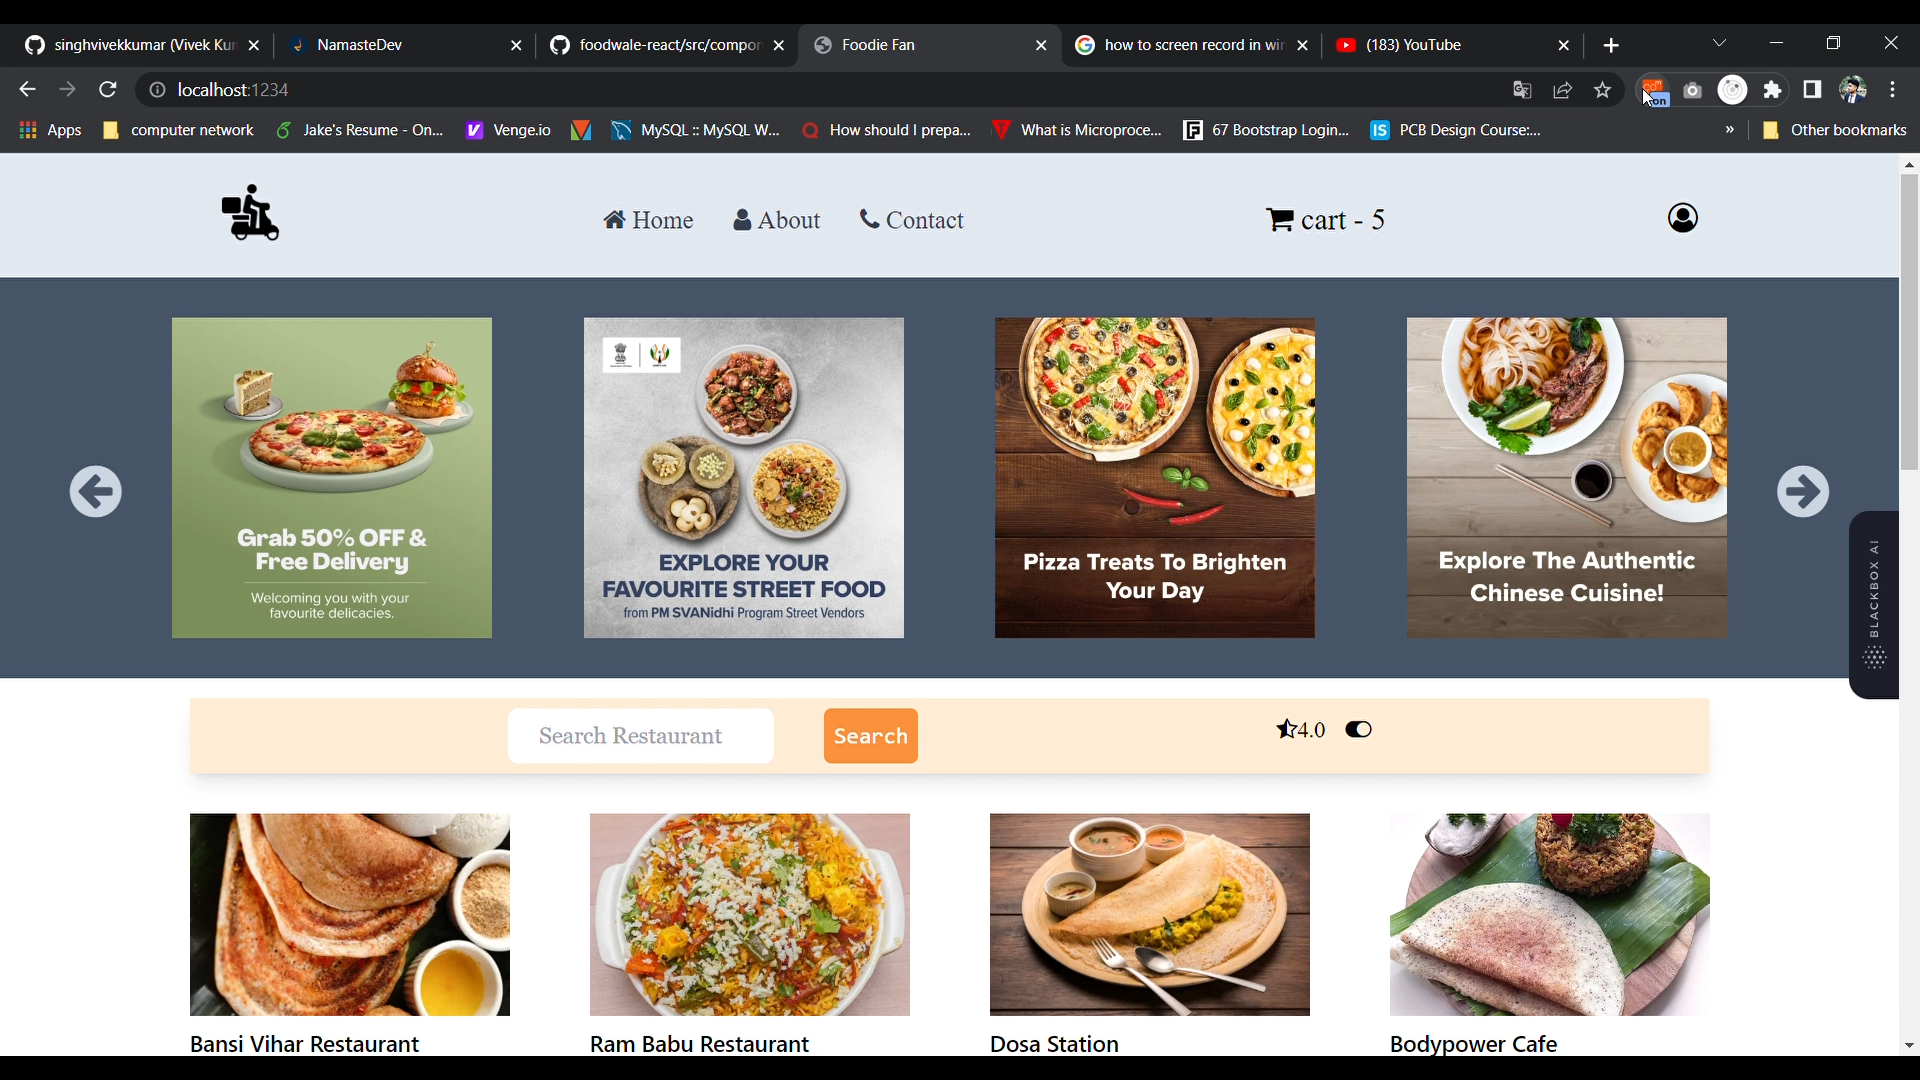 singhvivekkumar (Vivek Kur
NamasteDev
foodwale-react/src/compor
Foodie Fan
how to screen record in win
(183) YouTube
localhost:1234
on
Apps
computer network
Jake's Resume - On...
Venge.io
MySQL :: MySQL W...
How should I prepa...
What is Microproce...
67 Bootstrap Login...
IS
PCB Design Course:...
»
Other bookmarks
Home
About
Contact
cart - 5
Grab 50% OFF &
Free Delivery
Welcoming you with your
favourite delicacies.
EXPLORE YOUR
FAVOURITE STREET FOOD
from PM SVANidhi Program Street Vendors
Pizza Treats To Brighten
Your Day
Explore The Authentic
Chinese Cuisine!
BLACKBOX AI
Search Restaurant
Search
4.0
Bansi Vihar Restaurant
Ram Babu Restaurant
Dosa Station
Bodypower Cafe